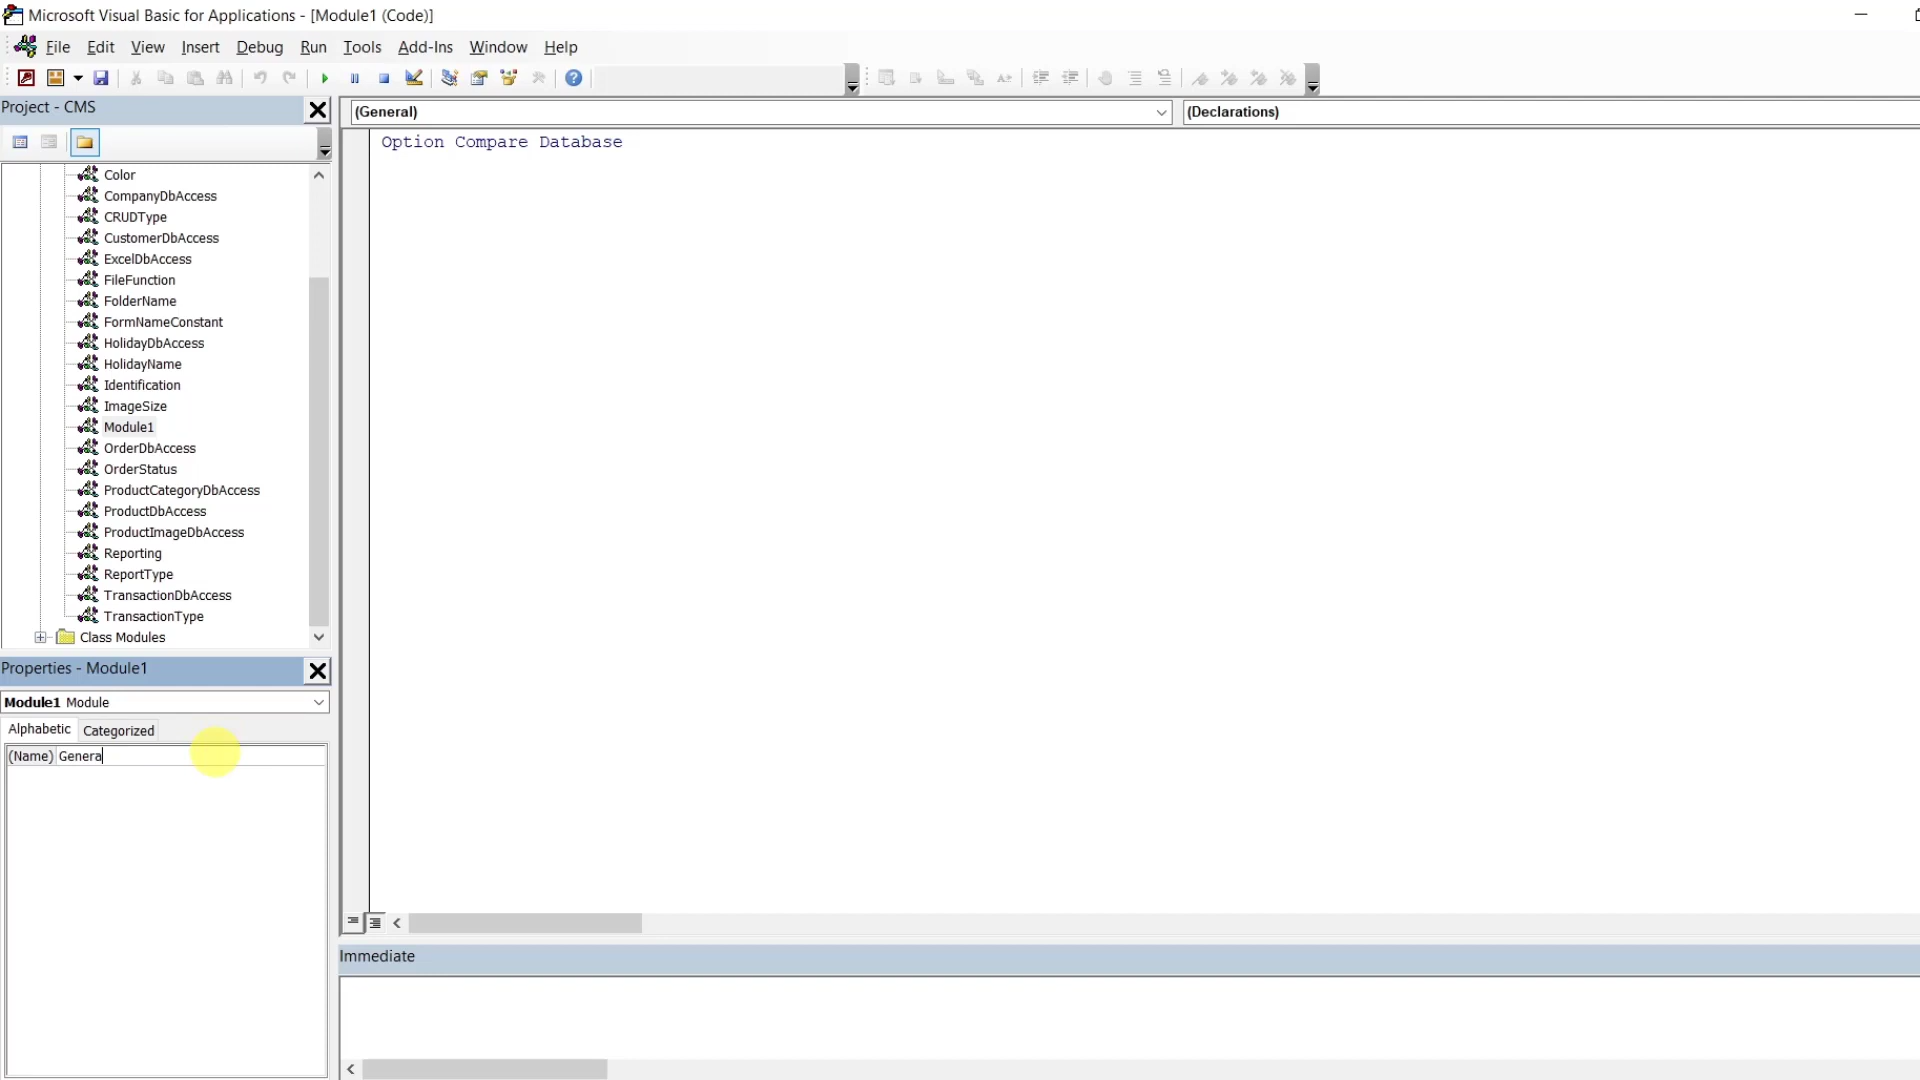 Microsoft Visual Basic for Applications - [Module1 (Code)]
File Edit View Insert Debug Run Tools Add-Ins Window Help
Project - CMS
(General) (Declarations)
Option Compare Database
Color
CompanyDbAccess
CRUDType
CustomerDbAccess
ExcelDbAccess
FileFunction
FolderName
FormNameConstant
HolidayDbAccess
HolidayName
Identification
ImageSize
Module1
OrderDbAccess
OrderStatus
ProductCategoryDbAccess
ProductDbAccess
ProductImageDbAccess
Reporting
ReportType
TransactionDbAccess
TransactionType
Class Modules
Properties - Module1
Module1 Module
Alphabetic Categorized
(Name) Genera
Immediate